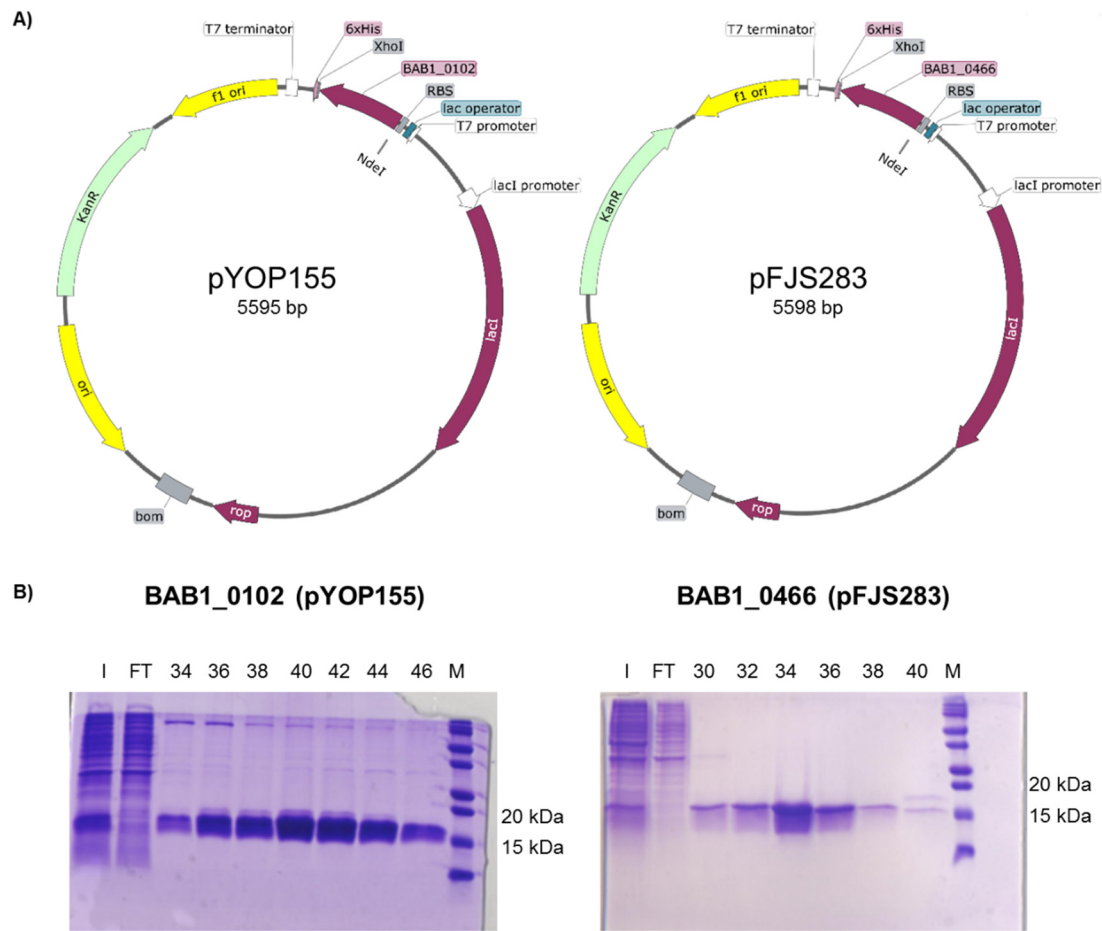 A)
T7 terminator
6xHis
XhoI
BAB1_0102
RBS
lac operator
T7 promoter
NdeI
lacI promoter
f1 ori
KanR
ori
bom
rop
lacI
pYOP155
5595 bp
T7 terminator
6xHis
XhoI
BAB1_0466
RBS
lac operator
T7 promoter
NdeI
lacI promoter
f1 ori
KanR
ori
bom
rop
lacI
pFJS283
5598 bp
B)
BAB1_0102 (pYOP155)
I FT 34 36 38 40 42 44 46 M
20 kDa
15 kDa
BAB1_0466 (pFJS283)
I FT 30 32 34 36 38 40 M
20 kDa
15 kDa